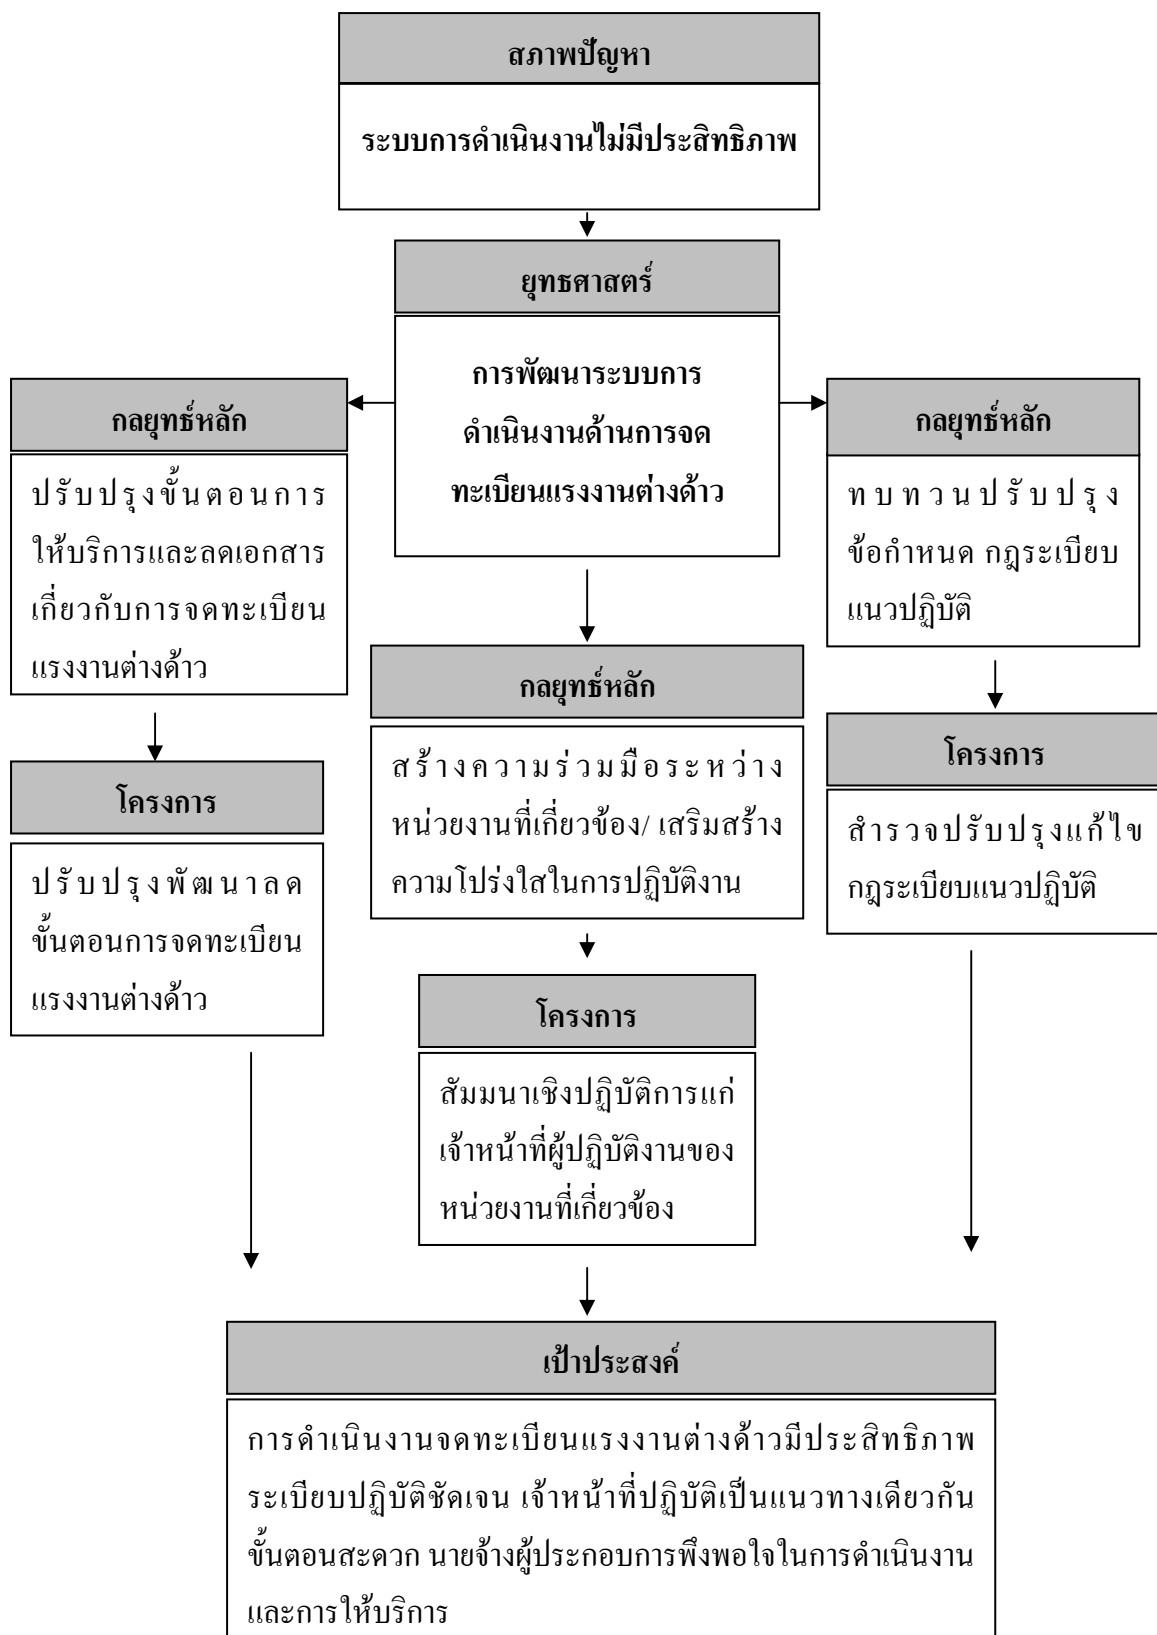 สภาพปัญหา
ระบบการดำเนินงานไม่มีประสิทธิภาพ
ยุทธศาสตร์
การพัฒนาระบบการ
ดำเนินงานด้านการจด
ทะเบียนแรงงานต่างด้าว
กลยุทธ์หลัก
ปรับปรุงขั้นตอนการ
ให้บริการและลดเอกสาร
เกี่ยวกับการจดทะเบียน
แรงงานต่างด้าว
โครงการ
ปรับปรุงพัฒนาลด
ขั้นตอนการจดทะเบียน
แรงงานต่างด้าว
กลยุทธ์หลัก
สร้างความร่วมมือระหว่าง
หน่วยงานที่เกี่ยวข้อง/ เสริมสร้าง
ความโปร่งใสในการปฏิบัติงาน
โครงการ
สัมมนาเชิงปฏิบัติการแก่
เจ้าหน้าที่ผู้ปฏิบัติงานของ
หน่วยงานที่เกี่ยวข้อง
กลยุทธ์หลัก
ทบทวนปรับปรุง
ข้อกำหนด กฎระเบียบ
แนวปฏิบัติ
โครงการ
สำรวจปรับปรุงแก้ไข
กฎระเบียบแนวปฏิบัติ
เป้าประสงค์
การดำเนินงานจดทะเบียนแรงงานต่างด้าวมีประสิทธิภาพ
ระเบียบปฏิบัติชัดเจน เจ้าหน้าที่ปฏิบัติเป็นแนวทางเดียวกัน
ขั้นตอนสะดวก นายจ้างผู้ประกอบการพึงพอใจในการดำเนินงาน
และการให้บริการ